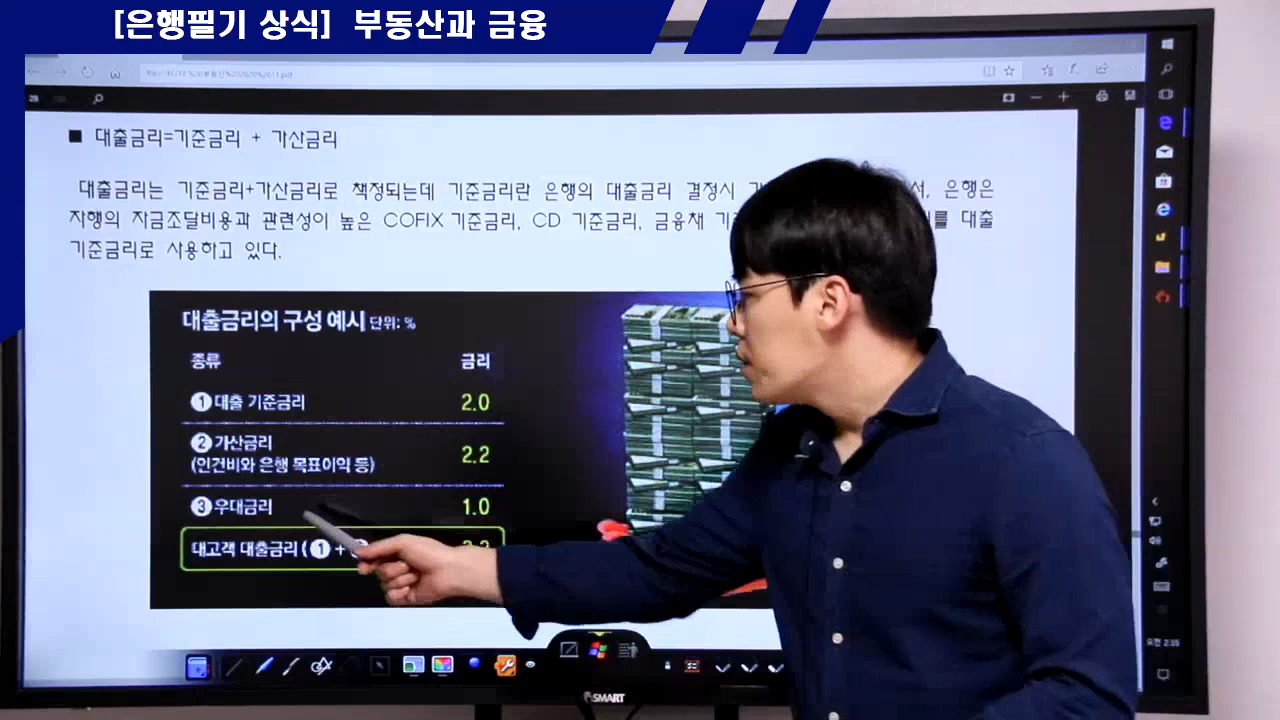 [은행필기 상식] 부동산과 금융
28
■ 대출금리=기준금리 + 가산금리
대출금리는 기준금리+가산금리로 책정되는데 기준금리란 은행의 대출금리 결정시 은행은
자행의 자금조달비용과 관련성이 높은 COFIX 기준금리, CD 기준금리, 금융채 를 대출
기준금리로 사용하고 있다.
대출금리의 구성 예시 단위: %
종류 금리
① 대출 기준금리 2.0
② 가산금리
(인건비와 은행 목표이익 등) 2.2
③ 우대금리 1.0
대고객 대출금리 (① +
오전 2:35
SMART